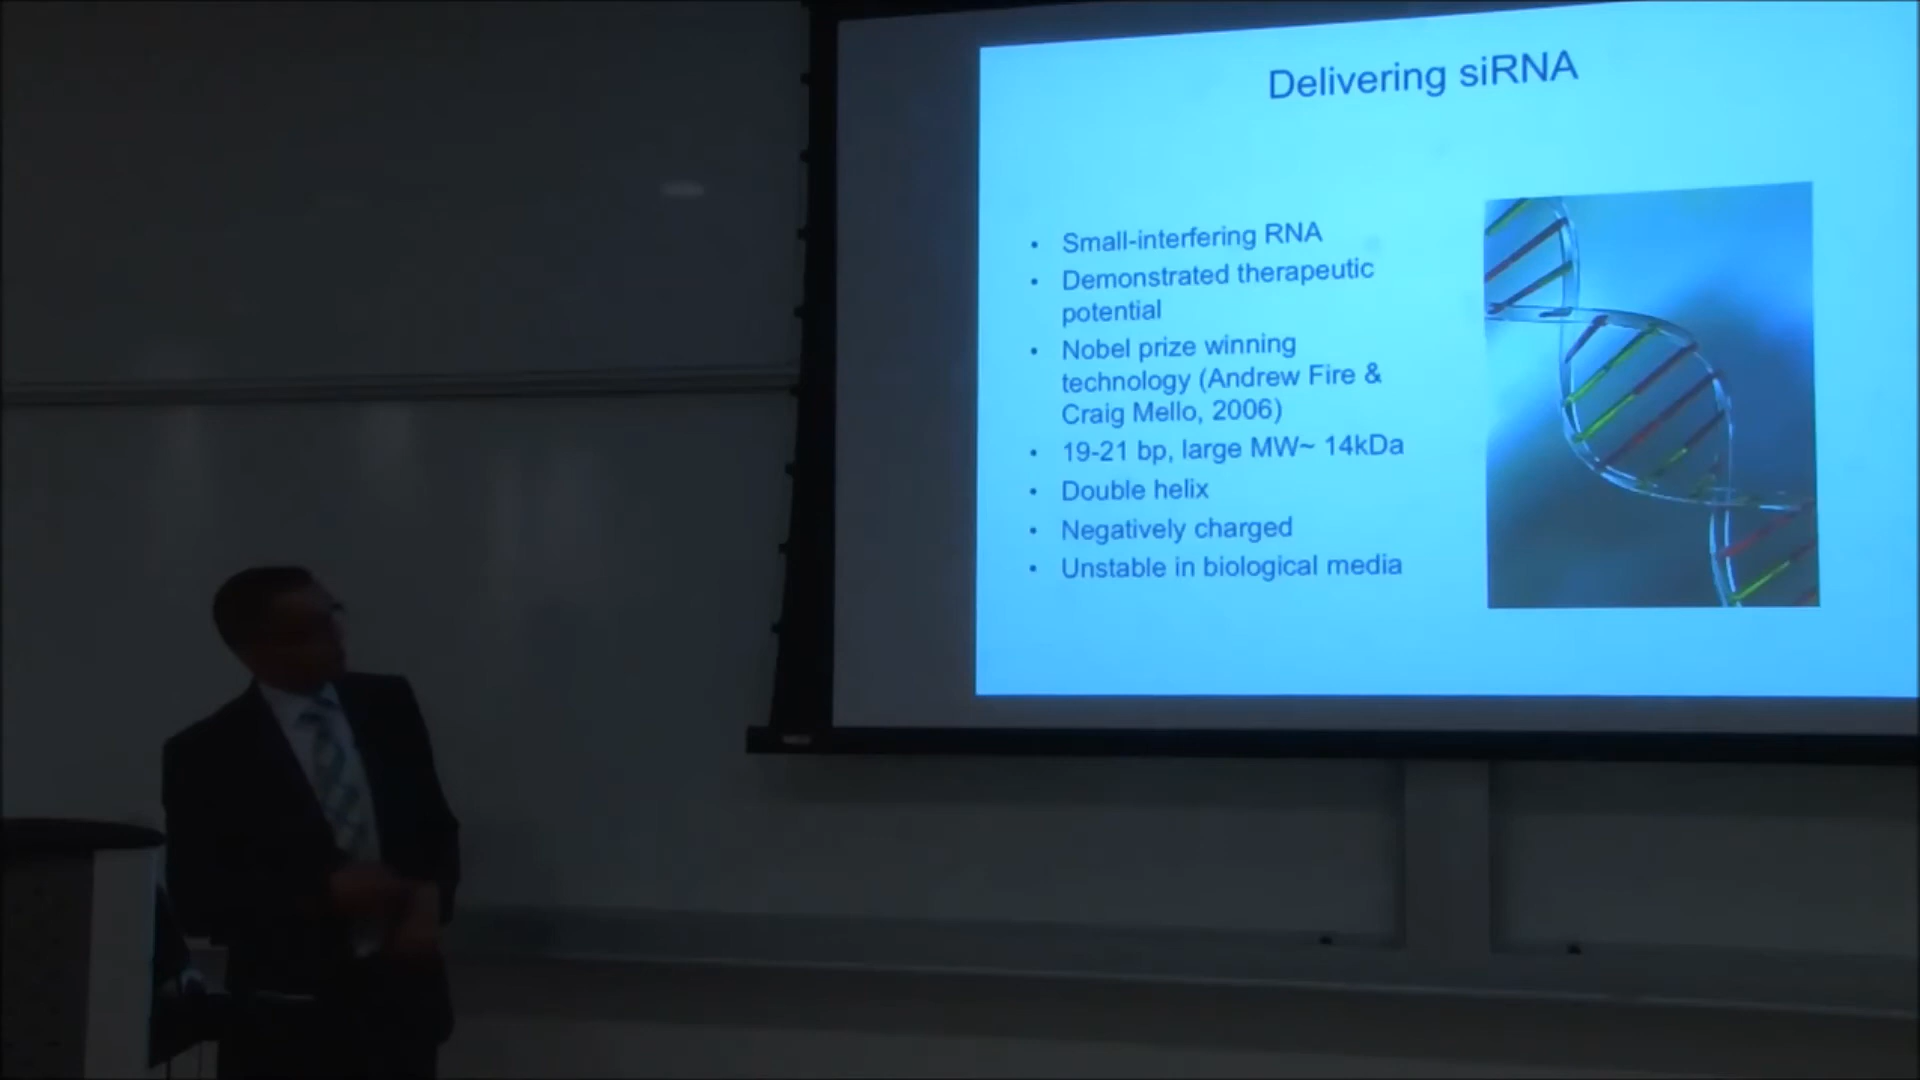 Delivering siRNA
• Small-interfering RNA
• Demonstrated therapeutic
potential
• Nobel prize winning
technology (Andrew Fire &
Craig Mello, 2006)
• 19-21 bp, large MW~ 14kDa
• Double helix
• Negatively charged
• Unstable in biological media